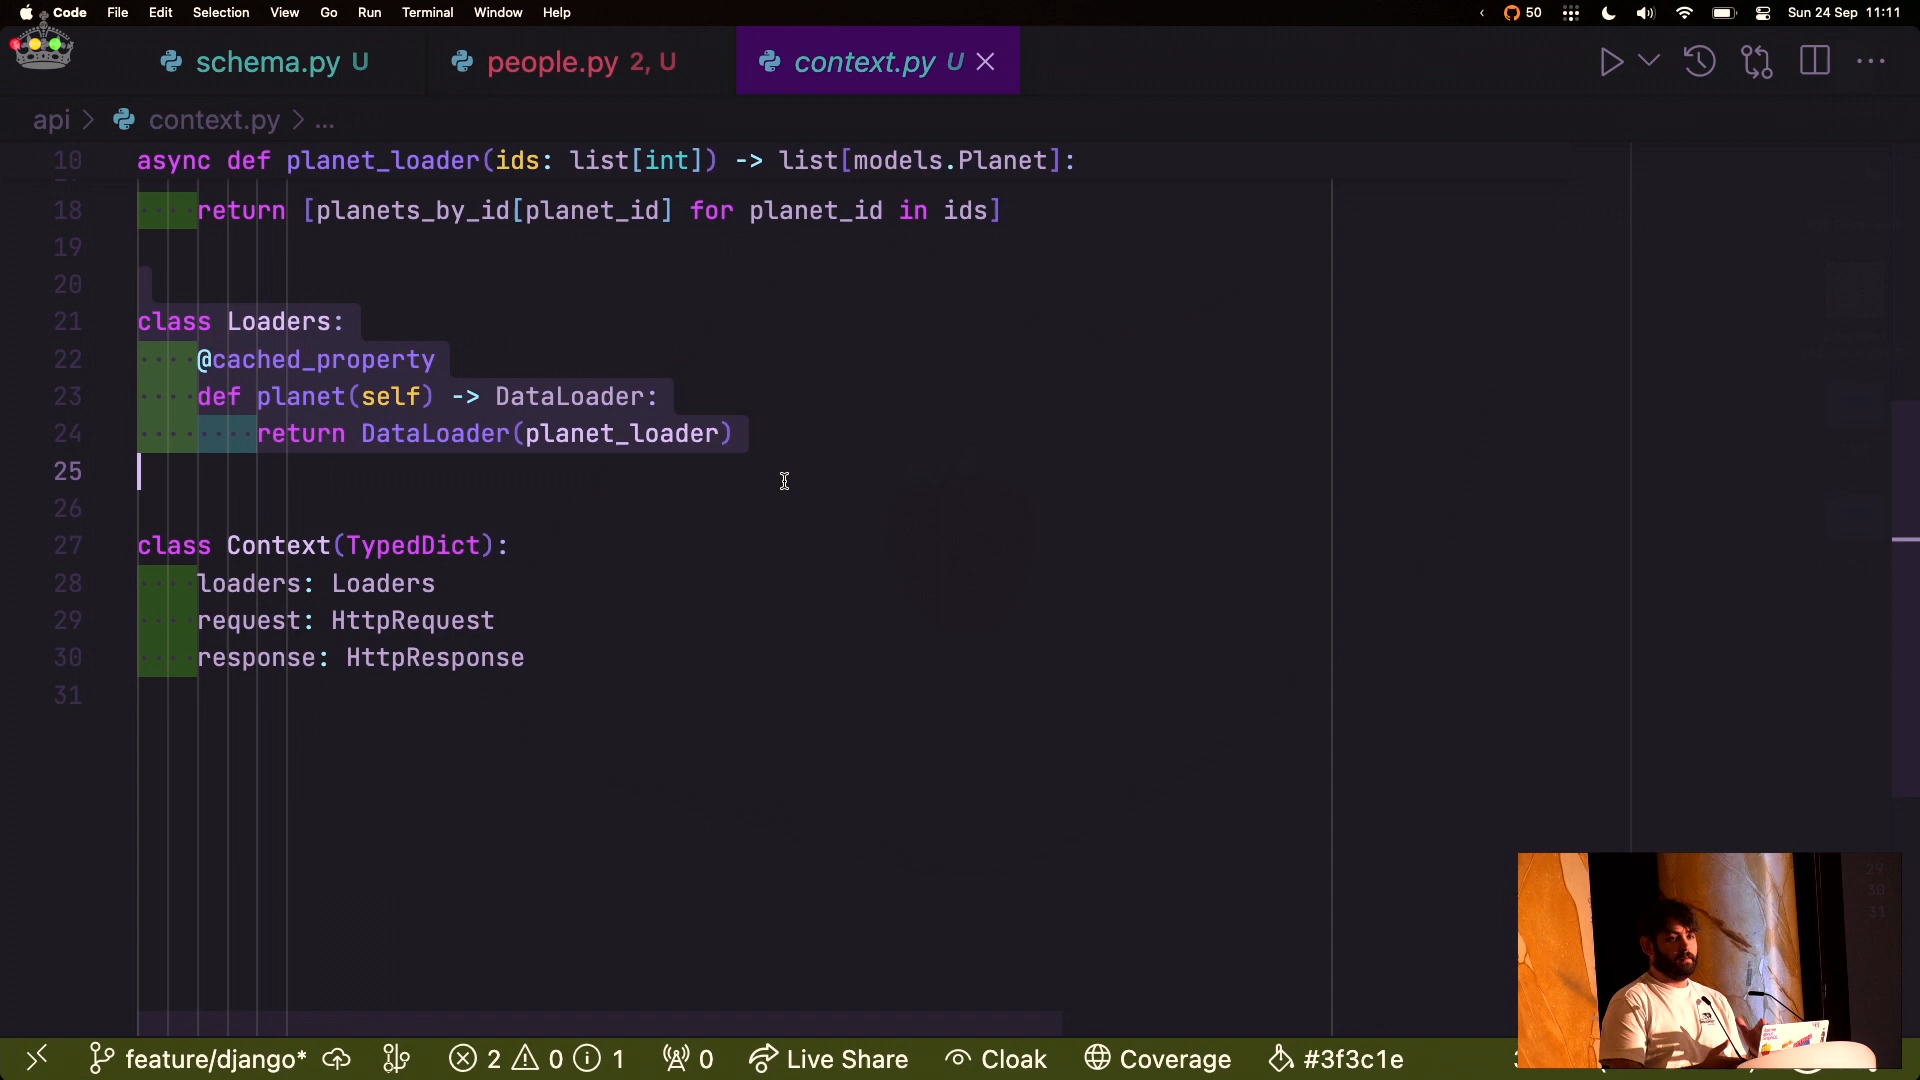 Code File Edit Selection View Go Run Terminal Window Help 50 Sun 24 Sep 11:11
schema.py U people.py 2, U context.py U
api > context.py > ...
10 async def planet_loader(ids: list[int]) -> list[models.Planet]:
18 return [planets_by_id[planet_id] for planet_id in ids]
19
20
21 class Loaders:
22 @cached_property
23 def planet(self) -> DataLoader:
24 return DataLoader(planet_loader)
25
26
27 class Context(TypedDict):
28 loaders: Loaders
29 request: HttpRequest
30 response: HttpResponse
31
29
30
31
feature/django* 2 0 1 0 Live Share Cloak Coverage #3f3c1e